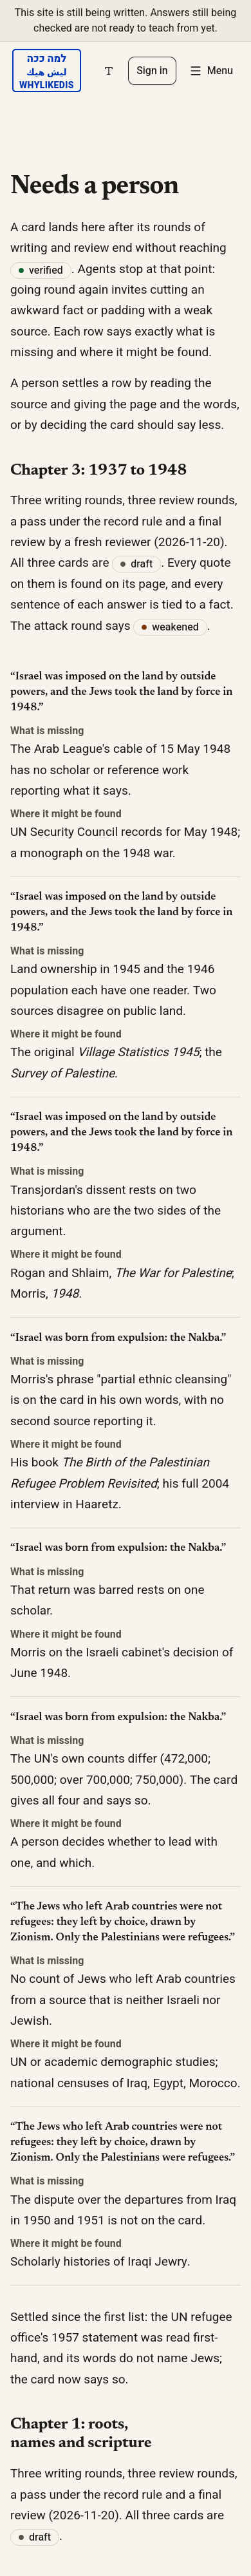 This site is still being written. Answers still being
checked are not ready to teach from yet.
למה ככה
ليش هيك
WHYLIKEDIS
T
Sign in
Menu
Needs a person
A card lands here after its rounds of
writing and review end without reaching
verified. Agents stop at that point:
going round again invites cutting an
awkward fact or padding with a weak
source. Each row says exactly what is
missing and where it might be found.
A person settles a row by reading the
source and giving the page and the words,
or by deciding the card should say less.
Chapter 3: 1937 to 1948
Three writing rounds, three review rounds,
a pass under the record rule and a final
review by a fresh reviewer (2026-11-20).
All three cards are draft. Every quote
on them is found on its page, and every
sentence of each answer is tied to a fact.
The attack round says weakened.
“Israel was imposed on the land by outside
powers, and the Jews took the land by force in
1948.”
What is missing
The Arab League's cable of 15 May 1948
has no scholar or reference work
reporting what it says.
Where it might be found
UN Security Council records for May 1948;
a monograph on the 1948 war.
“Israel was imposed on the land by outside
powers, and the Jews took the land by force in
1948.”
What is missing
Land ownership in 1945 and the 1946
population each have one reader. Two
sources disagree on public land.
Where it might be found
The original Village Statistics 1945; the
Survey of Palestine.
“Israel was imposed on the land by outside
powers, and the Jews took the land by force in
1948.”
What is missing
Transjordan's dissent rests on two
historians who are the two sides of the
argument.
Where it might be found
Rogan and Shlaim, The War for Palestine;
Morris, 1948.
“Israel was born from expulsion: the Nakba.”
What is missing
Morris's phrase "partial ethnic cleansing"
is on the card in his own words, with no
second source reporting it.
Where it might be found
His book The Birth of the Palestinian
Refugee Problem Revisited; his full 2004
interview in Haaretz.
“Israel was born from expulsion: the Nakba.”
What is missing
That return was barred rests on one
scholar.
Where it might be found
Morris on the Israeli cabinet's decision of
June 1948.
“Israel was born from expulsion: the Nakba.”
What is missing
The UN's own counts differ (472,000;
500,000; over 700,000; 750,000). The card
gives all four and says so.
Where it might be found
A person decides whether to lead with
one, and which.
“The Jews who left Arab countries were not
refugees: they left by choice, drawn by
Zionism. Only the Palestinians were refugees.”
What is missing
No count of Jews who left Arab countries
from a source that is neither Israeli nor
Jewish.
Where it might be found
UN or academic demographic studies;
national censuses of Iraq, Egypt, Morocco.
“The Jews who left Arab countries were not
refugees: they left by choice, drawn by
Zionism. Only the Palestinians were refugees.”
What is missing
The dispute over the departures from Iraq
in 1950 and 1951 is not on the card.
Where it might be found
Scholarly histories of Iraqi Jewry.
Settled since the first list: the UN refugee
office's 1957 statement was read first-
hand, and its words do not name Jews;
the card now says so.
Chapter 1: roots,
names and scripture
Three writing rounds, three review rounds,
a pass under the record rule and a final
review (2026-11-20). All three cards are
draft.